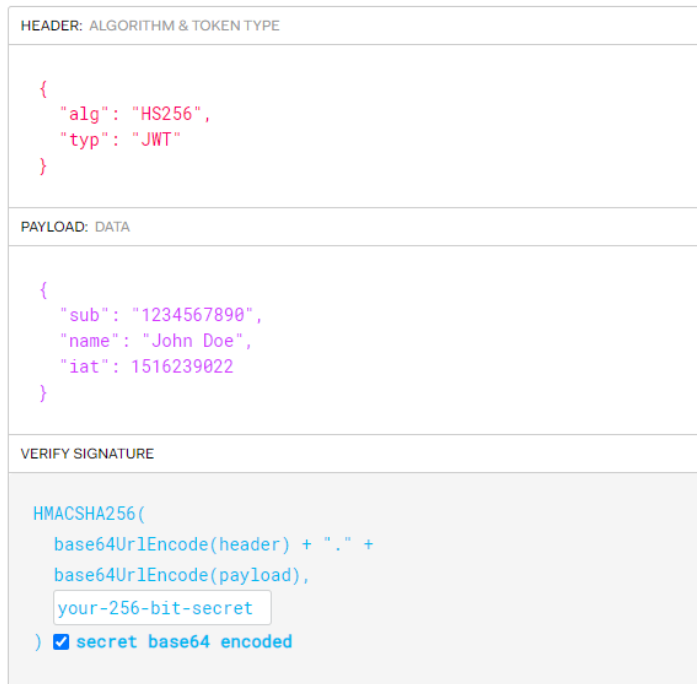 HEADER: ALGORITHM & TOKEN TYPE
{
"alg": "HS256",
"typ": "JWT"
}
PAYLOAD: DATA
{
"sub": "1234567890",
"name": "John Doe",
"iat": 1516239022
}
VERIFY SIGNATURE
HMACSHA256(
base64UrlEncode(header) + "." +
base64UrlEncode(payload),
your-256-bit-secret
) secret base64 encoded